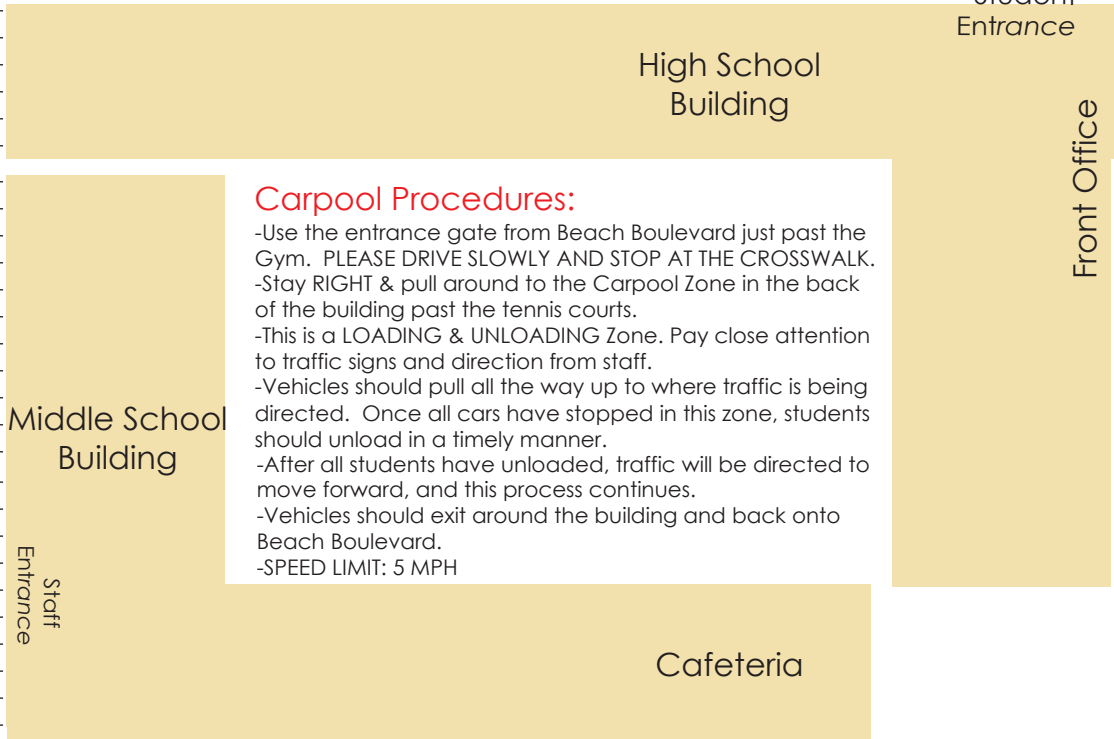 Student
Entrance
High School
Building
Front Office
Carpool Procedures:
-Use the entrance gate from Beach Boulevard just past the
Gym.  PLEASE DRIVE SLOWLY AND STOP AT THE CROSSWALK.
-Stay RIGHT & pull around to the Carpool Zone in the back
of the building past the tennis courts.
-This is a LOADING & UNLOADING Zone. Pay close attention
to traffic signs and direction from staff.
-Vehicles should pull all the way up to where traffic is being
directed.  Once all cars have stopped in this zone, students
should unload in a timely manner.
-After all students have unloaded, traffic will be directed to
move forward, and this process continues.
-Vehicles should exit around the building and back onto
Beach Boulevard.
-SPEED LIMIT: 5 MPH
Middle School
Building
Staff
Entrance
Cafeteria